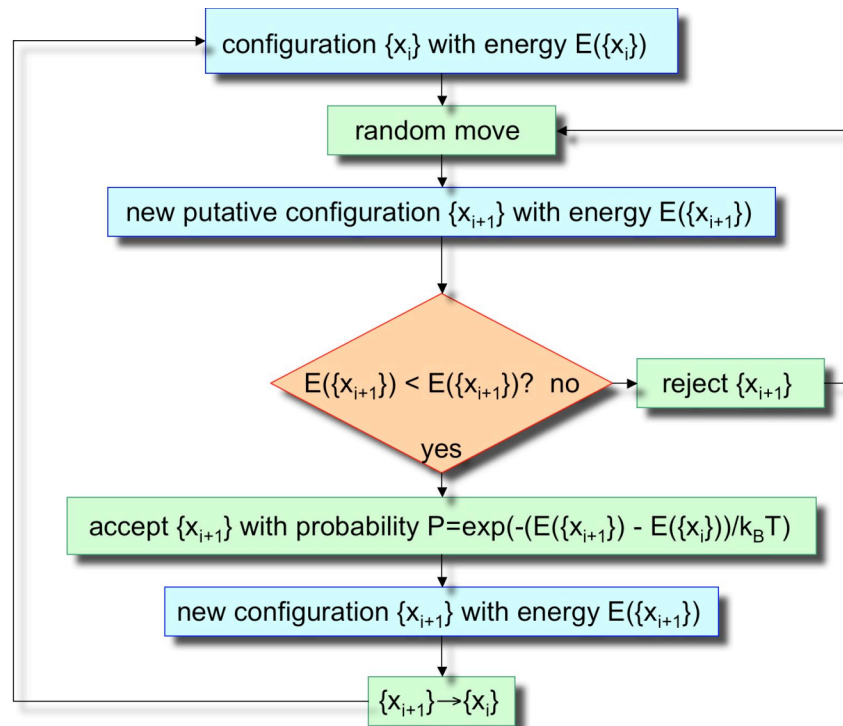 configuration {xᵢ} with energy E({xᵢ})
random move
new putative configuration {xᵢ₊₁} with energy E({xᵢ₊₁})
E({xᵢ₊₁}) < E({xᵢ₊₁})? no
reject {xᵢ₊₁}
yes
accept {xᵢ₊₁} with probability P=exp(-(E({xᵢ₊₁}) - E({xᵢ}))/k_BT)
new configuration {xᵢ₊₁} with energy E({xᵢ₊₁})
{xᵢ₊₁}→{xᵢ}